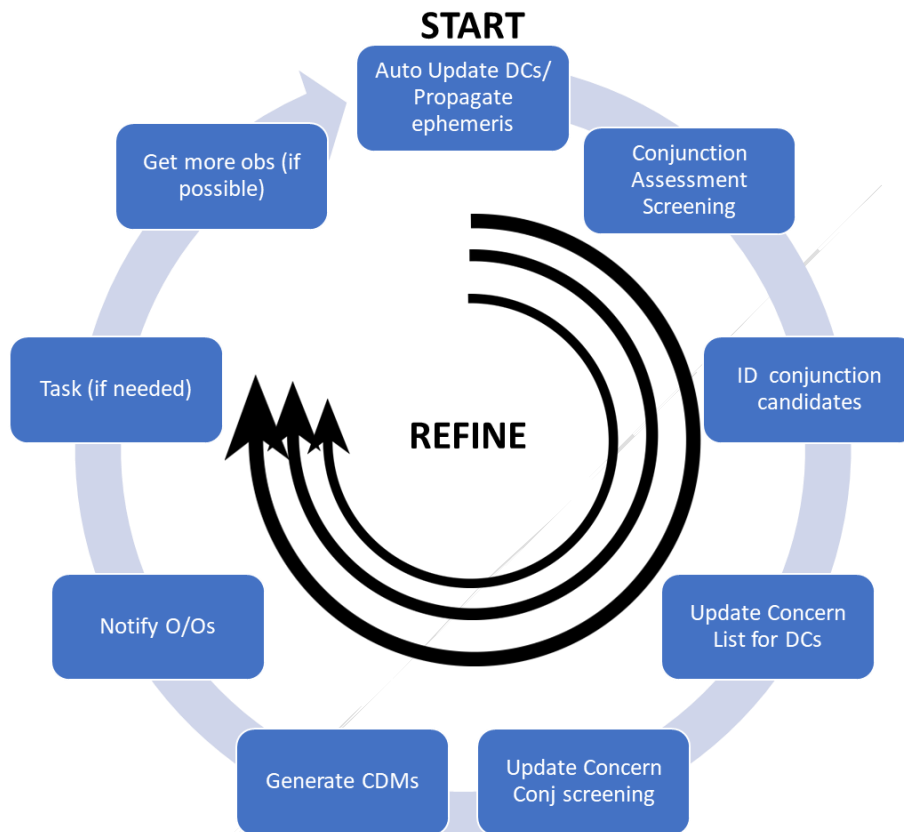 START
Auto Update DCs/
Propagate
ephemeris
Conjunction
Assessment
Screening
ID  conjunction
candidates
Update Concern
List for DCs
Update Concern
Conj screening
Generate CDMs
Notify O/Os
Task (if needed)
Get more obs (if
possible)
REFINE